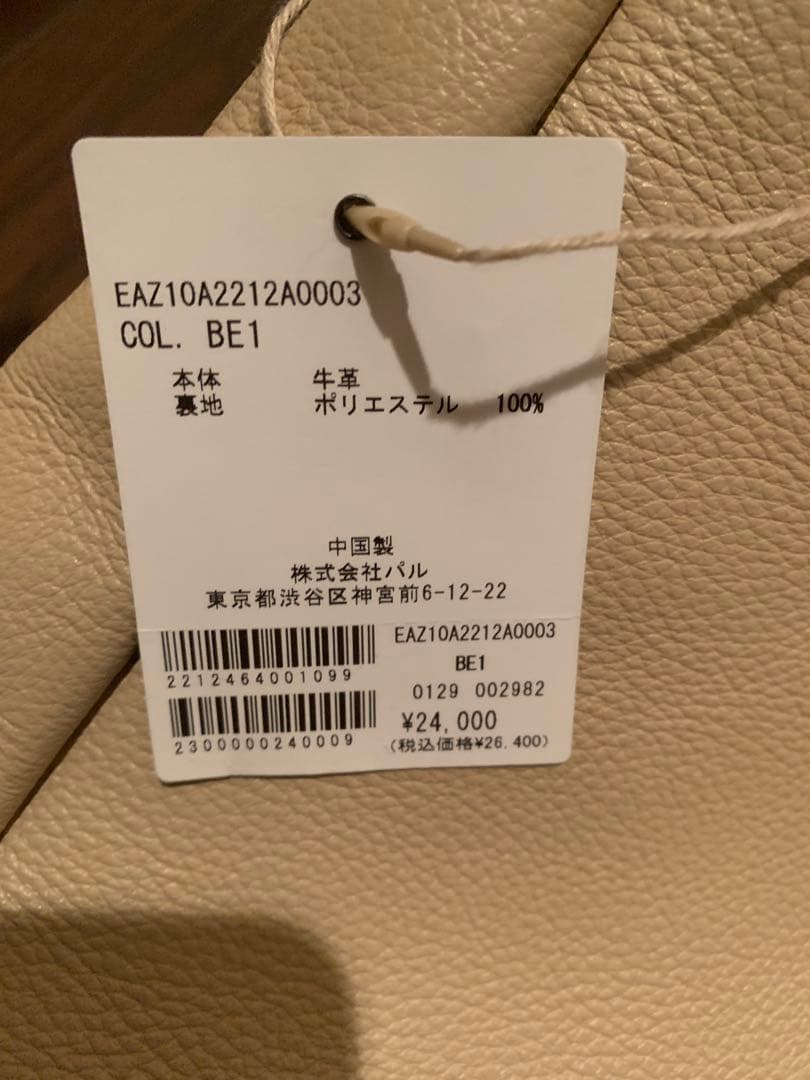 EAZ10A2212A0003
COL. BE1
本体 牛革
裏地 ポリエステル 100%
中国製
株式会社パル
東京都渋谷区神宮前6-12-22
EAZ10A2212A0003
BE1
2212464001099
0129 002982
¥24,000
2300000240009
(税込価格¥26.400)